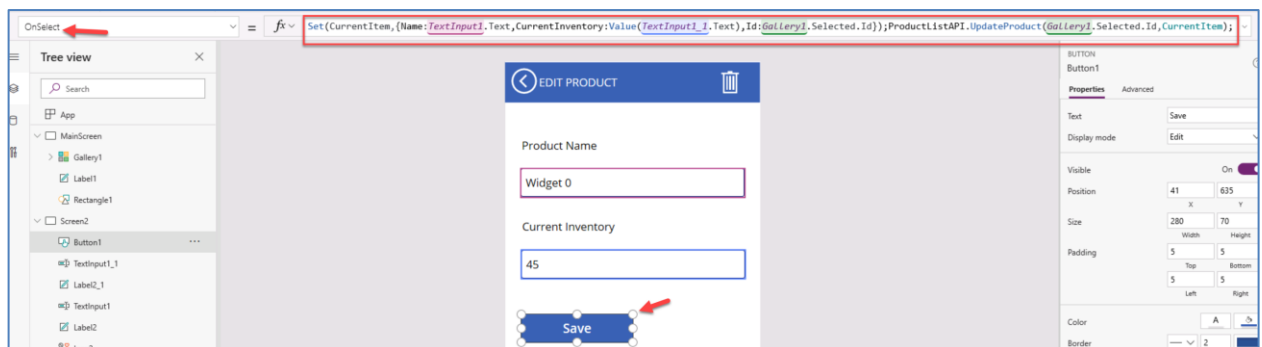 OnSelect = fx Set(CurrentItem,{Name:TextInput1.Text,CurrentInventory:Value(TextInput1_1.Text),Id:Gallery1.Selected.Id});ProductListAPI.UpdateProduct(Gallery1.Selected.Id,CurrentItem);
Tree view
Search
App
MainScreen
Gallery1
Label1
Rectangle1
Screen2
Button1 ...
TextInput1_1
Label2_1
TextInput1
Label2
EDIT PRODUCT
Product Name
Widget 0
Current Inventory
45
Save
BUTTON
Button1
Properties Advanced
Text Save
Display mode Edit
Visible On
Position 41 635
X Y
Size 280 70
Width Height
Padding 5 5
Top Bottom
5 5
Left Right
Color A
Border 2